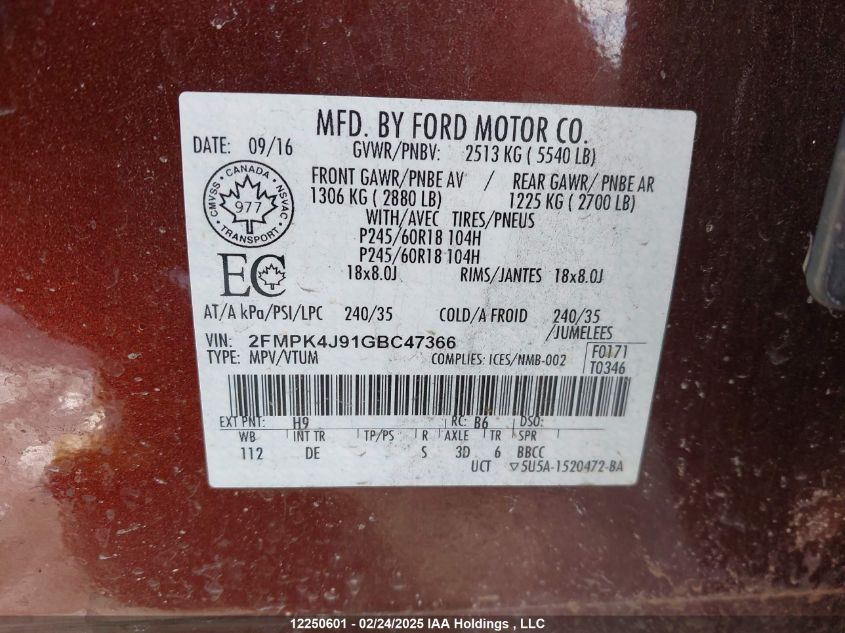 MFD. BY FORD MOTOR CO.
DATE: 09/16 GVWR/PNBV: 2513 KG ( 5540 LB)
FRONT GAWR/PNBE AV / REAR GAWR/ PNBE AR
1306 KG ( 2880 LB) 1225 KG ( 2700 LB)
WITH/AVEC TIRES/PNEUS
P245/60R18 104H
P245/60R18 104H
18x8.0J RIMS/JANTES 18x8.0J
CMVSS · CANADA · NSVAC
977
TRANSPORT
EC
AT/A kPa/PSI/LPC 240/35 COLD/A FROID 240/35
/JUMELEES
VIN: 2FMPK4J91GBC47366
TYPE: MPV/VTUM COMPLIES: ICES/NMB-002
F0171
T0346
EXT PNT: H9 RC: B6 DSO:
WB INT TR TP/PS R AXLE TR SPR
112 DE S 3D 6 BBCC
UCT ▽5U5A-1520472-BA
12250601 - 02/24/2025 IAA Holdings , LLC